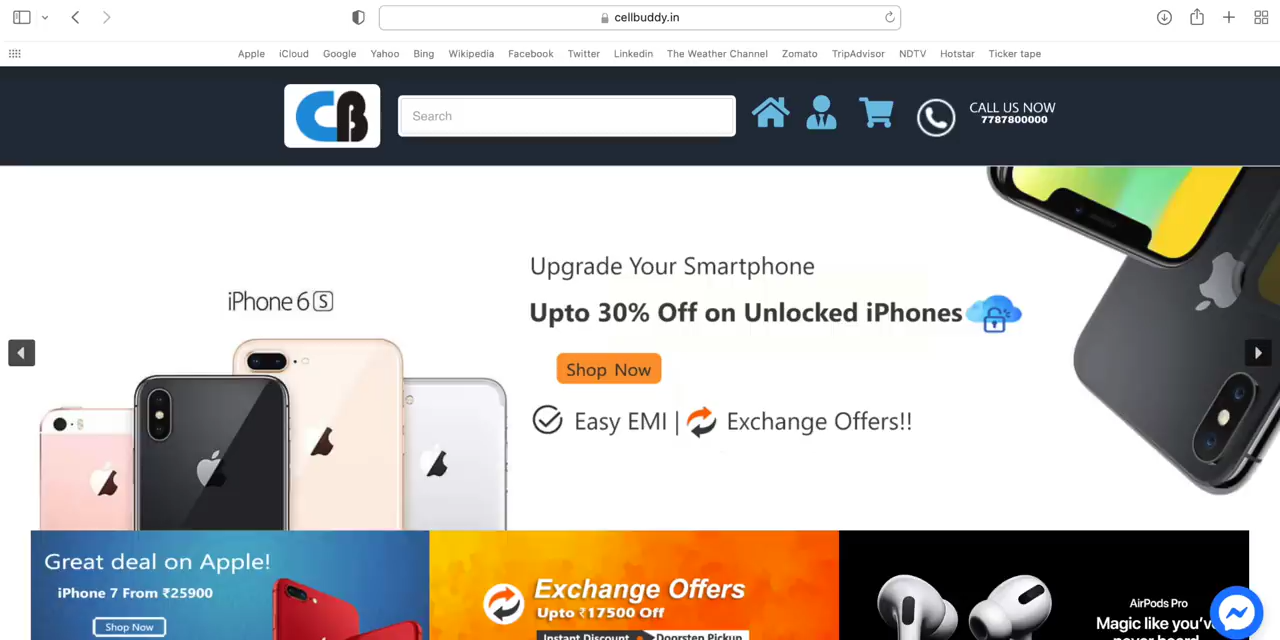 cellbuddy.in
Apple iCloud Google Yahoo Bing Wikipedia Facebook Twitter Linkedin The Weather Channel Zomato TripAdvisor NDTV Hotstar Ticker tape
CB
Search
CALL US NOW
7787800000
Upgrade Your Smartphone
iPhone 6S
Upto 30% Off on Unlocked iPhones
Shop Now
Easy EMI | Exchange Offers!!
Great deal on Apple!
iPhone 7 From ₹25900
Shop Now
Exchange Offers
Upto ₹17500 Off
Instant Discount Doorstep Pickup
AirPods Pro
Magic like you've
never heard